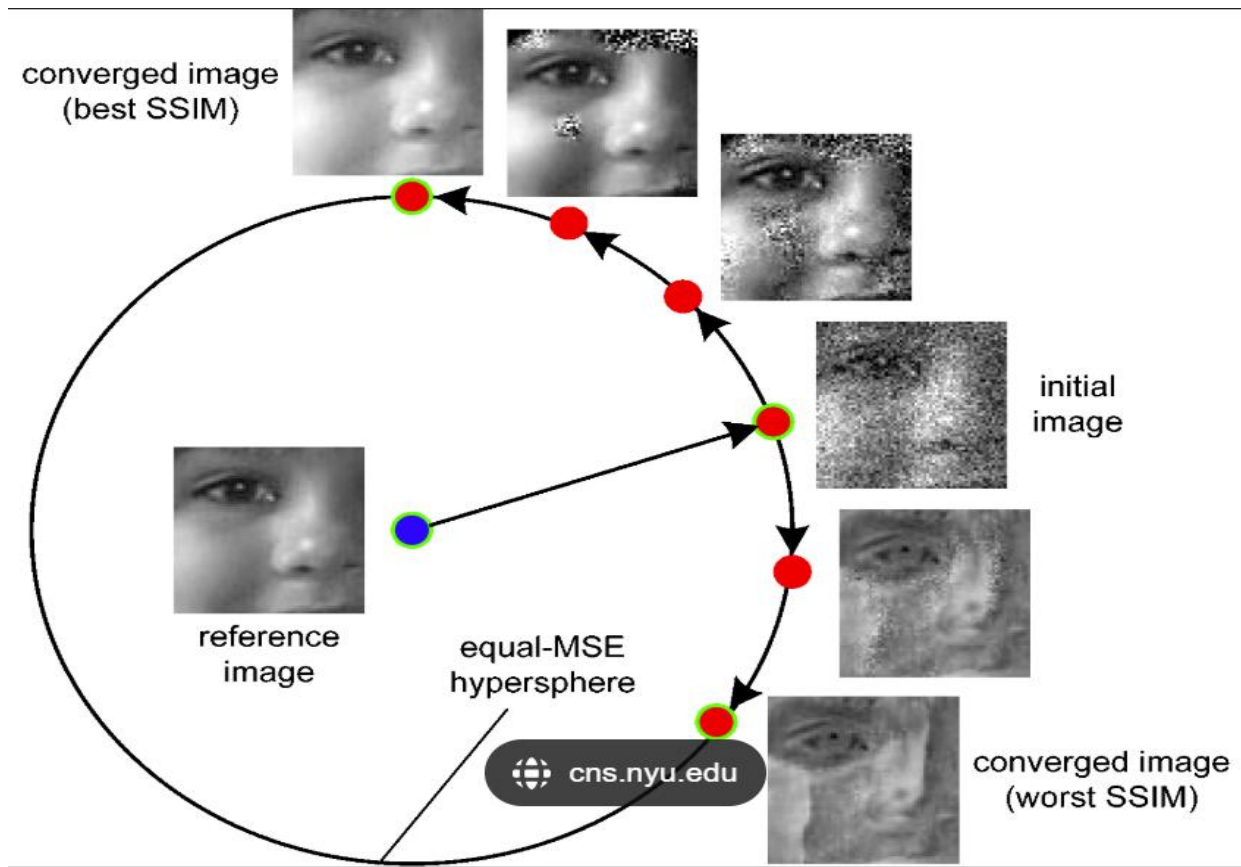 converged image
(best SSIM)
initial
image
reference
image
equal-MSE
hypersphere
cns.nyu.edu
converged image
(worst SSIM)